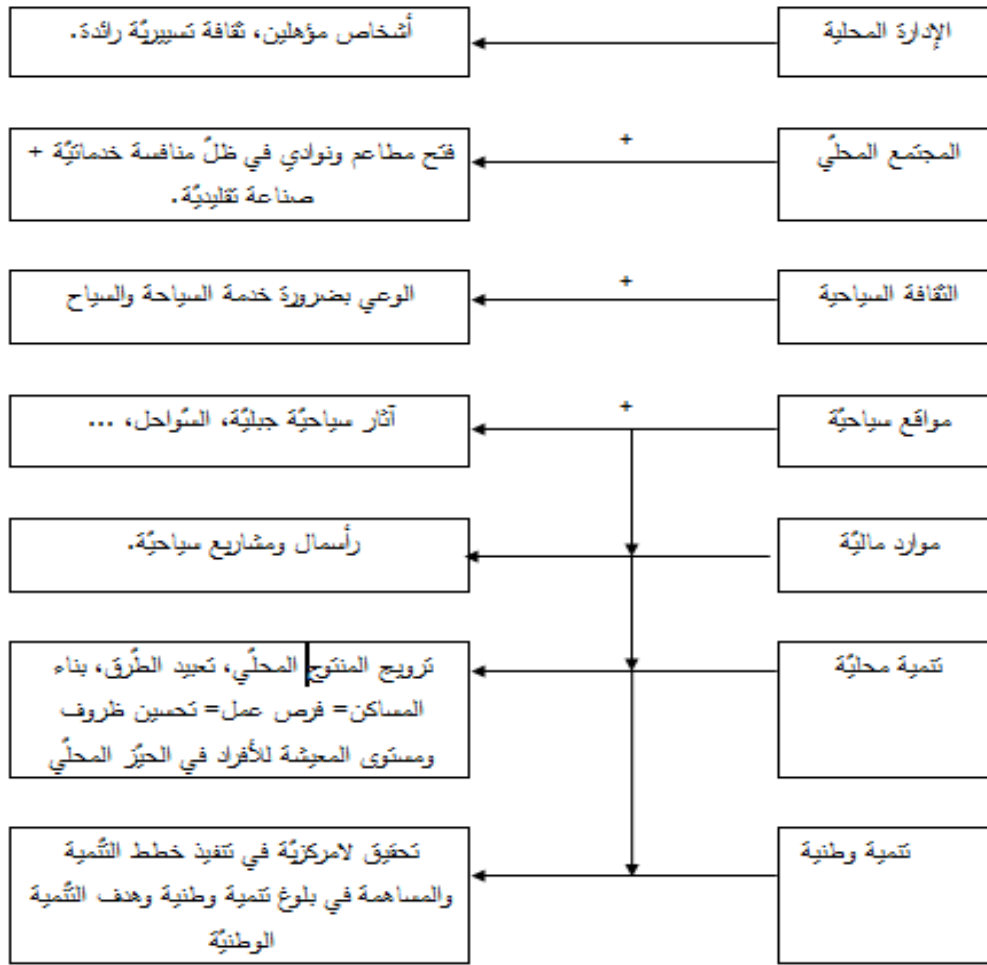 الإدارة المحلية
أشخاص مؤهلين، ثقافة تسييريّة رائدة.
المجتمع المحلّي
+
فتح مطاعم ونوادي في ظلّ منافسة خدماتيّة +
صناعة تقليديّة.
الثقافة السياحية
+
الوعي بضرورة خدمة السياحة والسياح
مواقع سياحيّة
+
آثار سياحيّة جبليّة، السّواحل، ...
موارد ماليّة
رأسمال ومشاريع سياحيّة.
تنمية محليّة
ترويج المنتوج المحلّي، تعبيد الطّرق، بناء
المساكن= فرص عمل= تحسين ظروف
ومستوى المعيشة للأفراد في الحيّز المحلّي
تنمية وطنية
تحقيق لامركزيّة في تنفيذ خطط التّنمية
والمساهمة في بلوغ تنمية وطنية وهدف التّنمية
الوطنيّة